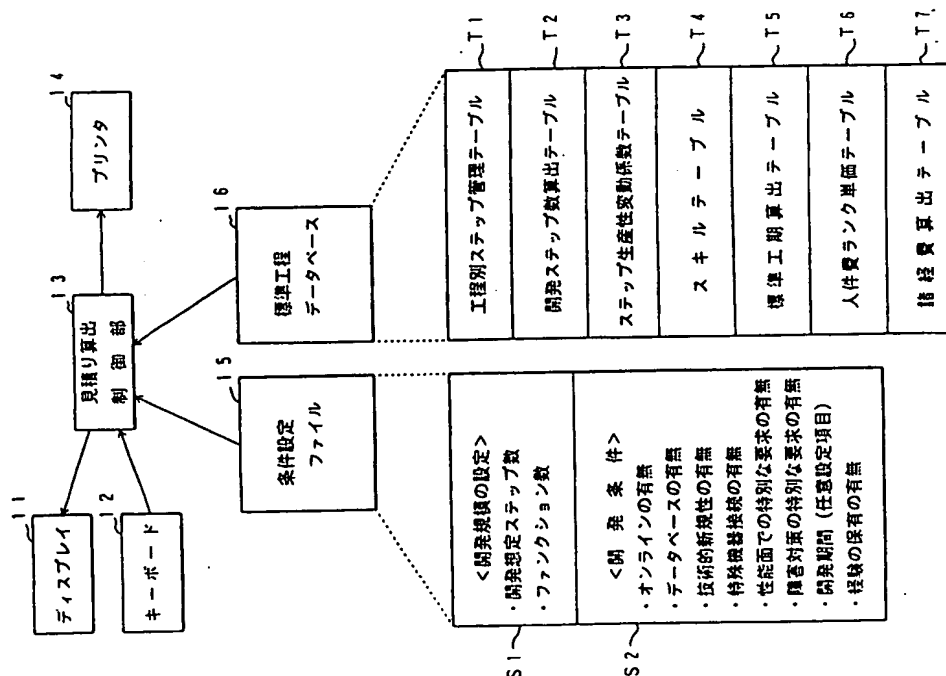 11
ディスプレイ
12
キーボード
13
見積り算出
制御部
14
プリンタ
15
条件設定
ファイル
16
標準工程
データベース
S1
<開発規模の設定>
・開発想定ステップ数
・ファンクション数
S2
<開発条件>
・オンラインの有無
・データベースの有無
・技術的新規性の有無
・特殊機器接続の有無
・性能面での特別な要求の有無
・障害対策の特別な要求の有無
・開発期間(任意設定項目)
・経験の保有の有無
工程別ステップ管理テーブル
T1
開発ステップ数算出テーブル
T2
ステップ生産性変動係数テーブル
T3
スキルテーブル
T4
標準工期算出テーブル
T5
人件費ランク単価テーブル
T6
諸経費算出テーブル
T7